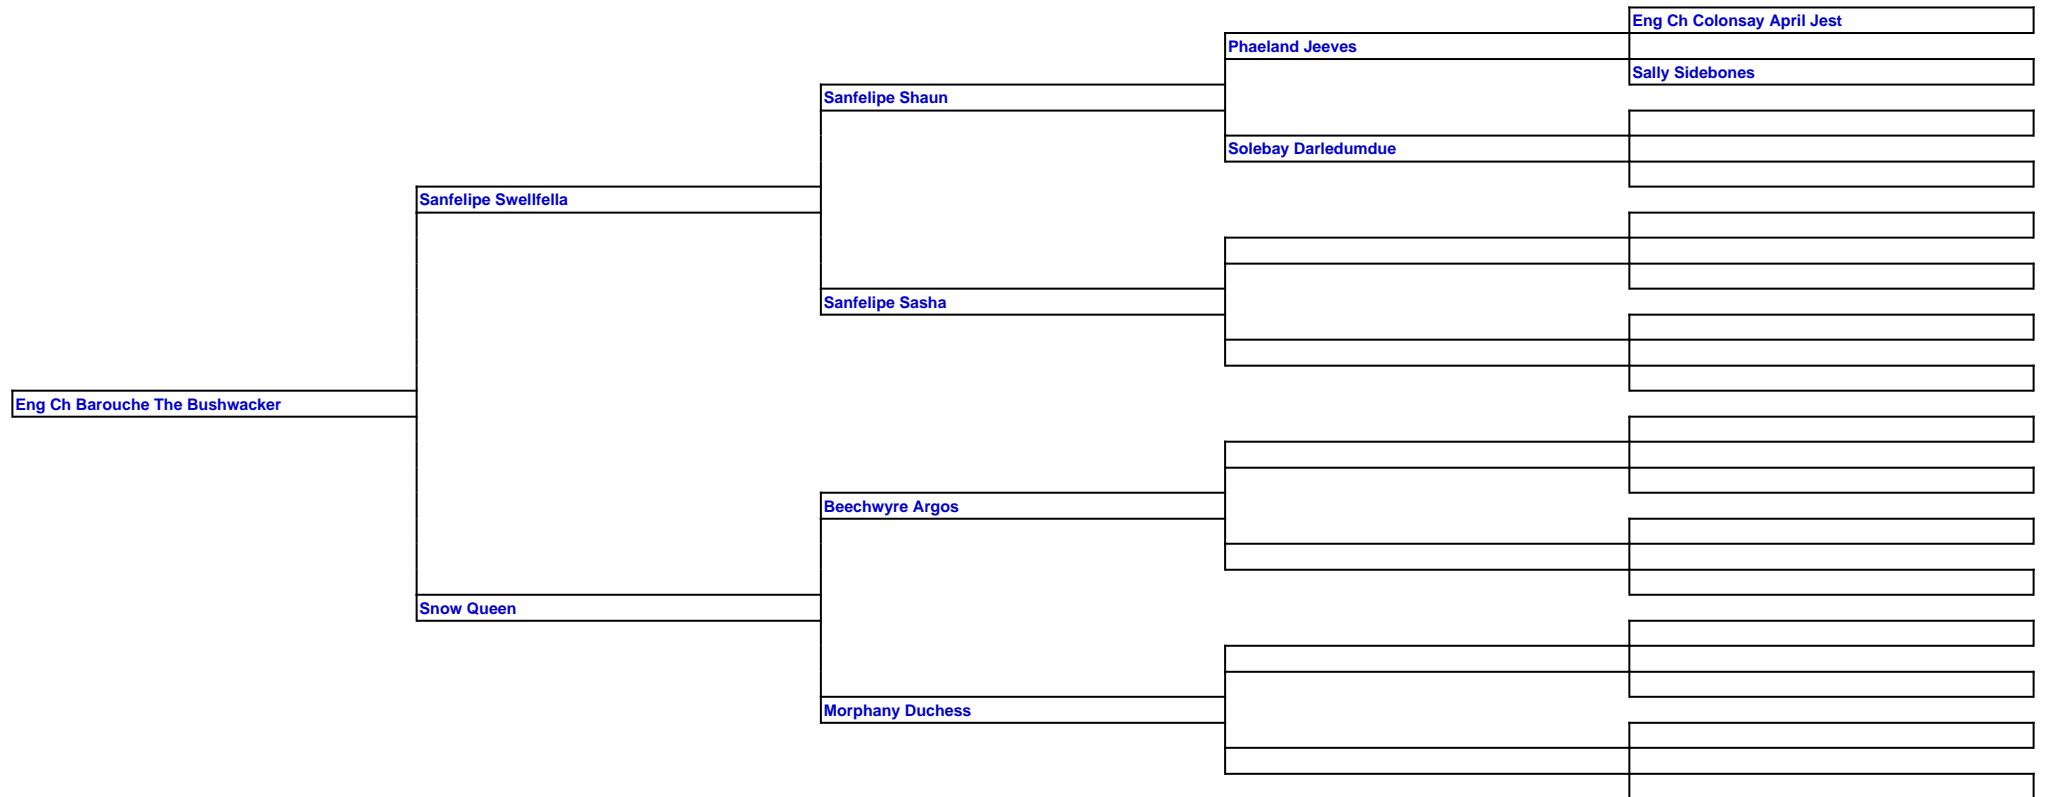 Eng Ch Colonsay April Jest
Phaeland Jeeves
Sally Sidebones
Sanfelipe Shaun
Solebay Darledumdue
Sanfelipe Swellfella
Sanfelipe Sasha
Eng Ch Barouche The Bushwacker
Beechwyre Argos
Snow Queen
Morphany Duchess